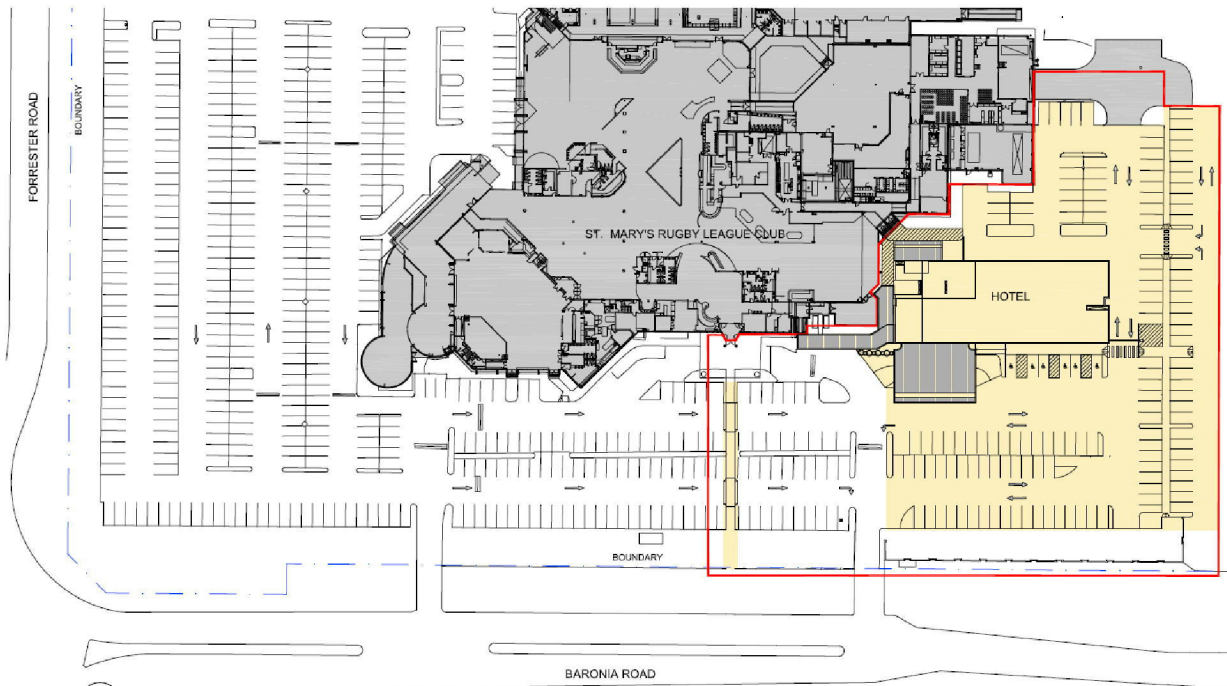 FORRESTER ROAD
BOUNDARY
ST. MARY'S RUGBY LEAGUE CLUB
HOTEL
BOUNDARY
BARONIA ROAD